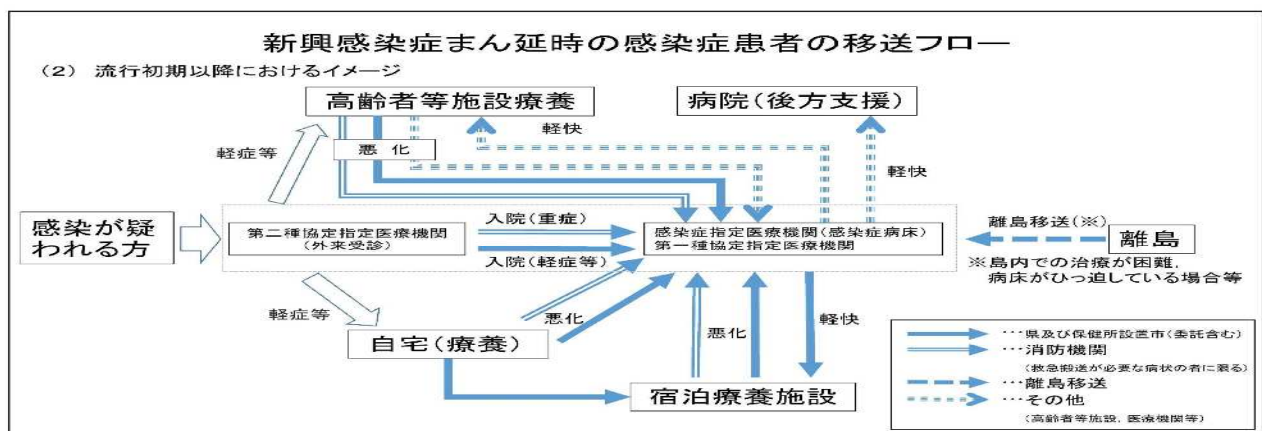 新興感染症まん延時の感染症患者の移送フロー
(2) 流行初期以降におけるイメージ
高齢者等施設療養
病院(後方支援)
軽症等
悪 化
軽快
軽快
感染が疑
われる方
第二種協定指定医療機関
(外来受診)
入院(重症)
入院(軽症等)
感染症指定医療機関(感染症病床)
第一種協定指定医療機関
離島移送(※)
離島
※島内での治療が困難,
病床がひっ迫している場合等
軽症等
自宅(療養)
悪化
悪化
軽快
宿泊療養施設
…県及び保健所設置市(委託含む)
…消防機関
(救急搬送が必要な病状の者に限る)
…離島移送
…その他
(高齢者等施設、医療機関等)